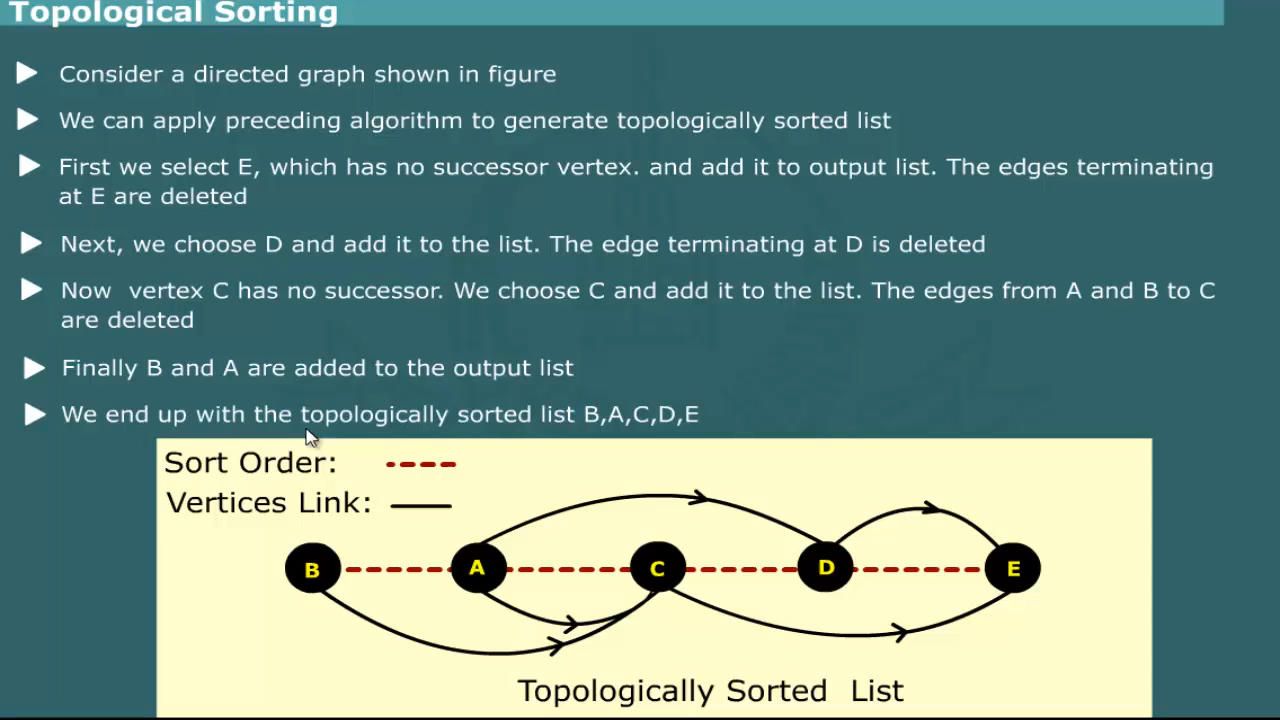 Topological Sorting
Consider a directed graph shown in figure
We can apply preceding algorithm to generate topologically sorted list
First we select E, which has no successor vertex. and add it to output list. The edges terminating
at E are deleted
Next, we choose D and add it to the list. The edge terminating at D is deleted
Now vertex C has no successor. We choose C and add it to the list. The edges from A and B to C
are deleted
Finally B and A are added to the output list
We end up with the topologically sorted list B,A,C,D,E
Sort Order:
Vertices Link:
B A C D E
Topologically Sorted List